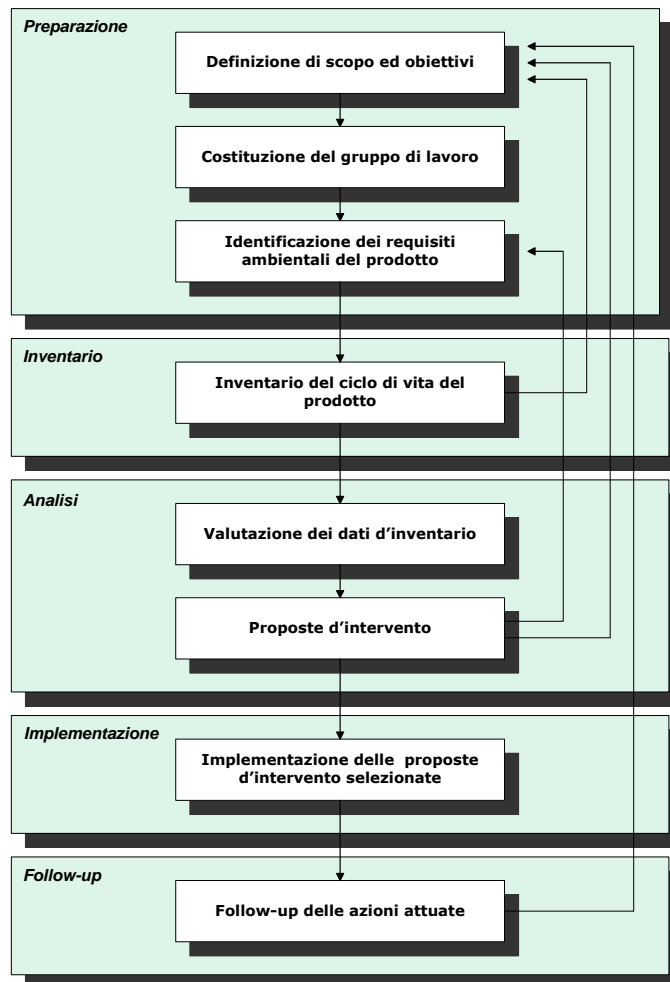 Preparazione
Definizione di scopo ed obiettivi
Costituzione del gruppo di lavoro
Identificazione dei requisiti
ambientali del prodotto
Inventario
Inventario del ciclo di vita del
prodotto
Analisi
Valutazione dei dati d’inventario
Proposte d’intervento
Implementazione
Implementazione delle proposte
d’intervento selezionate
Follow-up
Follow-up delle azioni attuate